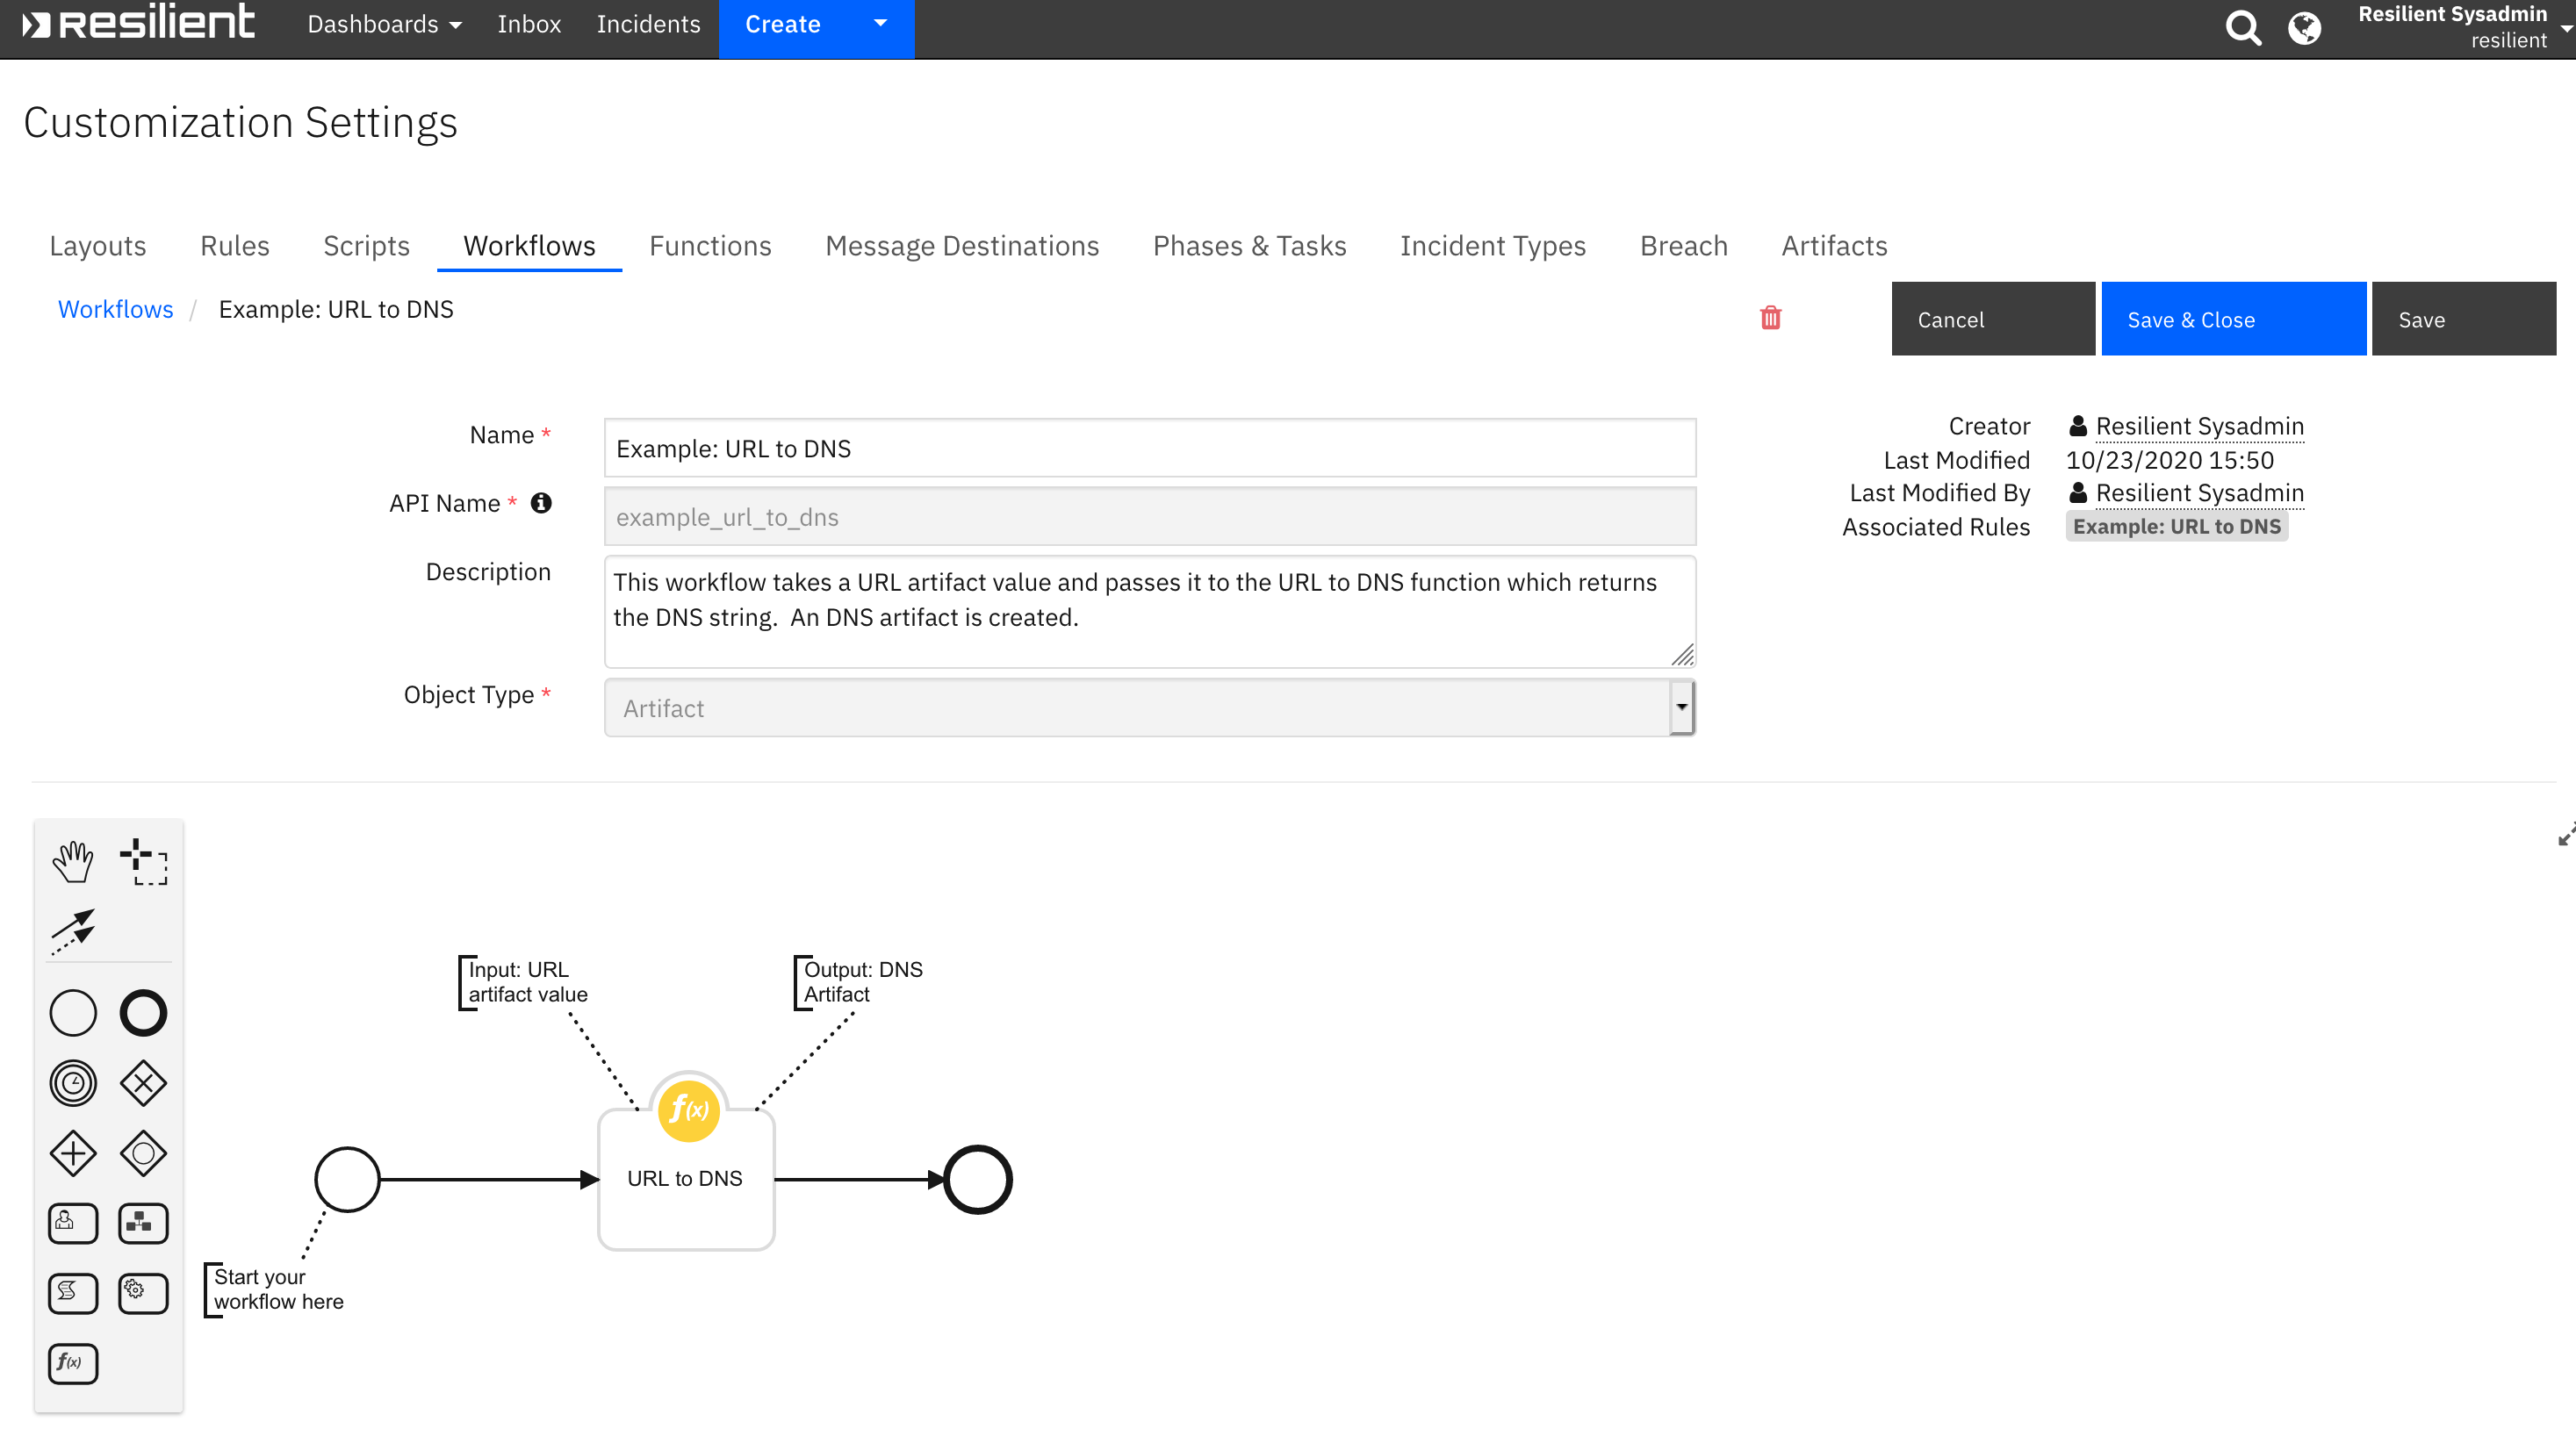 Resilient Dashboards Inbox Incidents Create Resilient Sysadmin
resilient
Customization Settings
Layouts Rules Scripts Workflows Functions Message Destinations Phases & Tasks Incident Types Breach Artifacts
Workflows / Example: URL to DNS
Cancel Save & Close Save
Name * Example: URL to DNS
API Name * example_url_to_dns
Description This workflow takes a URL artifact value and passes it to the URL to DNS function which returns
the DNS string.  An DNS artifact is created.
Object Type * Artifact
Creator Resilient Sysadmin
Last Modified 10/23/2020 15:50
Last Modified By Resilient Sysadmin
Associated Rules Example: URL to DNS
Input: URL
artifact value
Output: DNS
Artifact
f(x)
URL to DNS
Start your
workflow here
f(x)